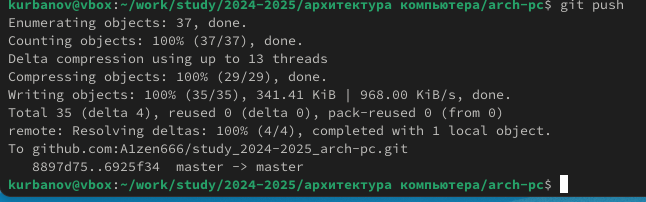 kurbanov@vbox:~/work/study/2024-2025/архитектура компьютера/arch-pc$ git push
Enumerating objects: 37, done.
Counting objects: 100% (37/37), done.
Delta compression using up to 13 threads
Compressing objects: 100% (29/29), done.
Writing objects: 100% (35/35), 341.41 KiB | 968.00 KiB/s, done.
Total 35 (delta 4), reused 0 (delta 0), pack-reused 0 (from 0)
remote: Resolving deltas: 100% (4/4), completed with 1 local object.
To github.com:A1zen666/study_2024-2025_arch-pc.git
   8897d75..6925f34  master -> master
kurbanov@vbox:~/work/study/2024-2025/архитектура компьютера/arch-pc$